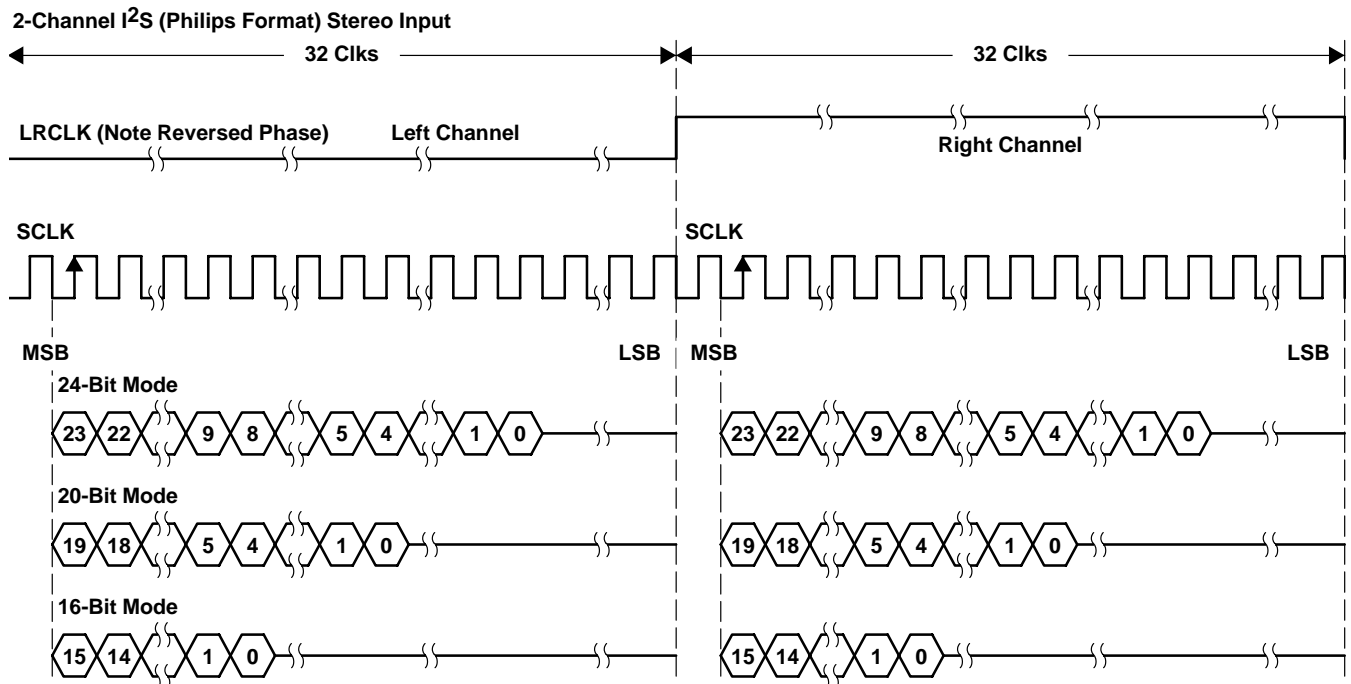 2-Channel I2S (Philips Format) Stereo Input
32 Clks 32 Clks
LRCLK (Note Reversed Phase) Left Channel Right Channel
SCLK SCLK
MSB LSB MSB LSB
24-Bit Mode
23 22 9 8 5 4 1 0 23 22 9 8 5 4 1 0
20-Bit Mode
19 18 5 4 1 0 19 18 5 4 1 0
16-Bit Mode
15 14 1 0 15 14 1 0